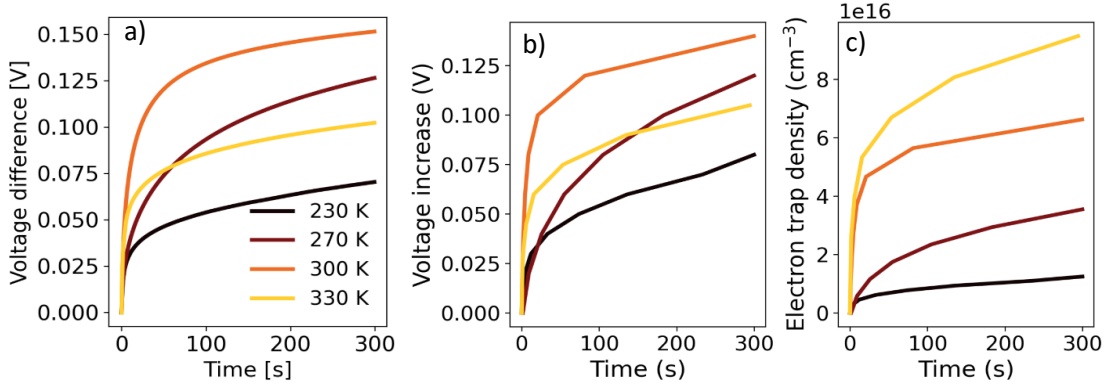 a)
Voltage difference [V]
0.150
0.125
0.100
0.075
0.050
0.025
0.000
230 K
270 K
300 K
330 K
0 100 200 300
Time [s]
b)
Voltage increase (V)
0.125
0.100
0.075
0.050
0.025
0.000
0 100 200 300
Time (s)
1e16
c)
Electron trap density (cm⁻³)
8
6
4
2
0
0 100 200 300
Time (s)